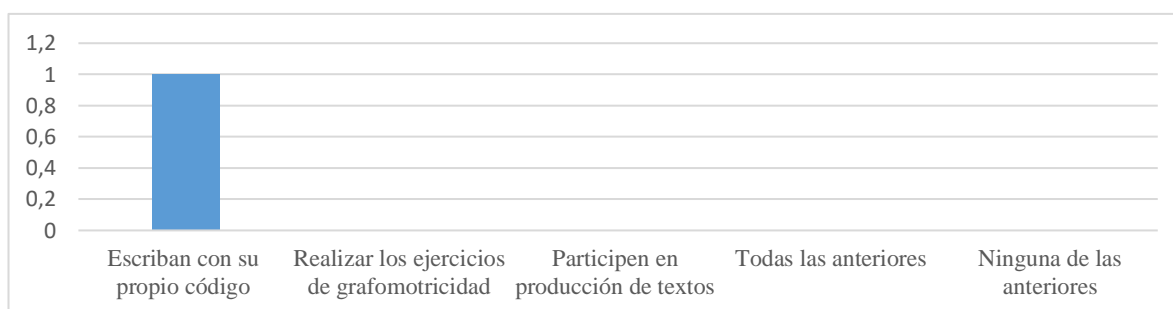 1,2
1
0,8
0,6
0,4
0,2
0
Escriban con su
propio código
Realizar los ejercicios
de grafomotricidad
Participen en
producción de textos
Todas las anteriores
Ninguna de las
anteriores